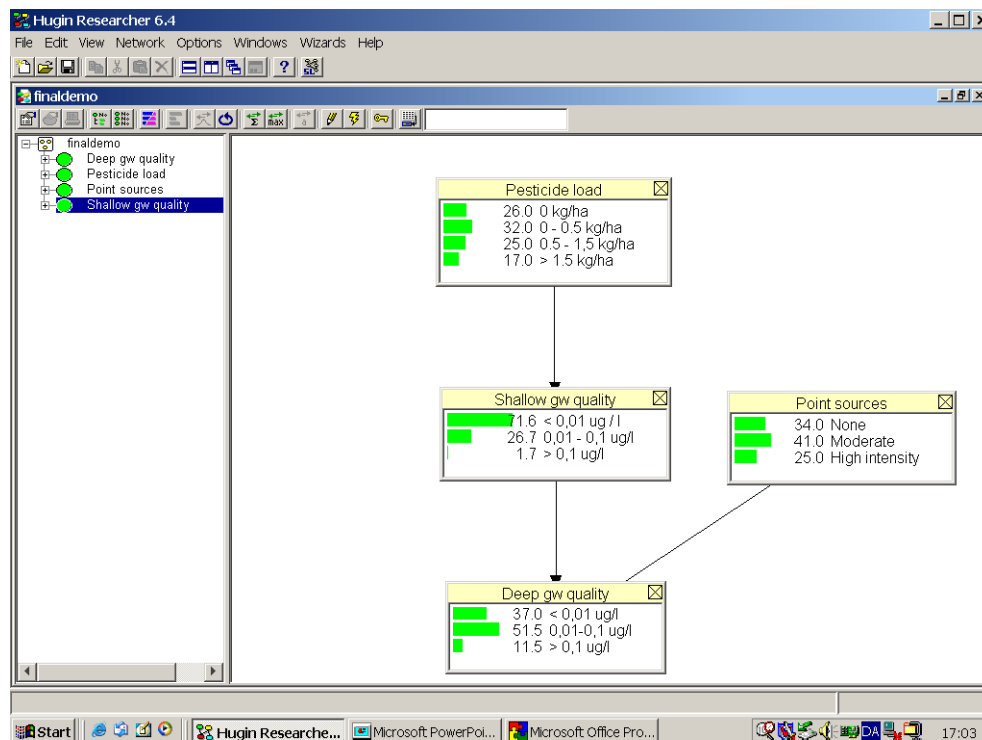 Hugin Researcher 6.4
File Edit View Network Options Windows Wizards Help
finaldemo
Σ max
finaldemo
Deep gw quality
Pesticide load
Point sources
Shallow gw quality
Pesticide load
26.0 0 kg/ha
32.0 0 - 0.5 kg/ha
25.0 0.5 - 1,5 kg/ha
17.0 > 1.5 kg/ha
Shallow gw quality
71.6 < 0,01 ug / l
26.7 0,01 - 0,1 ug/l
1.7 > 0,1 ug/l
Point sources
34.0 None
41.0 Moderate
25.0 High intensity
Deep gw quality
37.0 < 0,01 ug/l
51.5 0,01-0,1 ug/l
11.5 > 0,1 ug/l
Start Hugin Researche... Microsoft PowerPoi... Microsoft Office Pro... DA 17:03